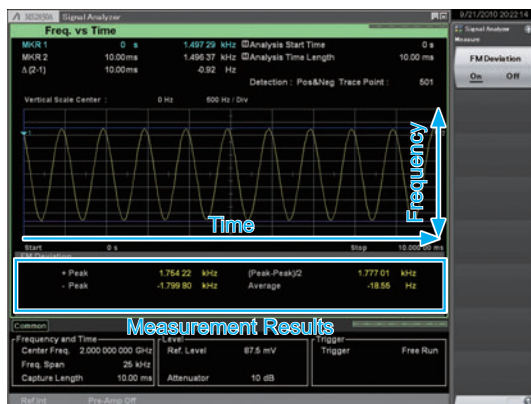 MS2830A Signal Analyzer 9/21/2010 20:22:14
Freq. vs Time
Signal Analyzer
Measure
MKR 1 0 s 1.497 29 kHz Analysis Start Time 0 s
MKR 2 10.00ms 1.496 37 kHz Analysis Time Length 10.00 ms
Δ (2-1) 10.00ms -0.92 Hz
FM Deviation
On Off
Detection : Pos&Neg Trace Point : 501
Vertical Scale Center : 0 Hz 500 Hz / Div
1
Frequency
Time
Start 0 s Stop 10.000 00 ms
FM Deviation
+ Peak 1.754 22 kHz (Peak-Peak)/2 1.777 01 kHz
- Peak -1.799 80 kHz Average -18.55 Hz
Measurement Results
Common
Frequency and Time Level Trigger
Center Freq. 2.000 000 000 GHz Ref. Level 87.5 mV Trigger Free Run
Freq. Span 25 kHz
Capture Length 10.00 ms Attenuator 10 dB
Ref.Int Pre-Amp Off